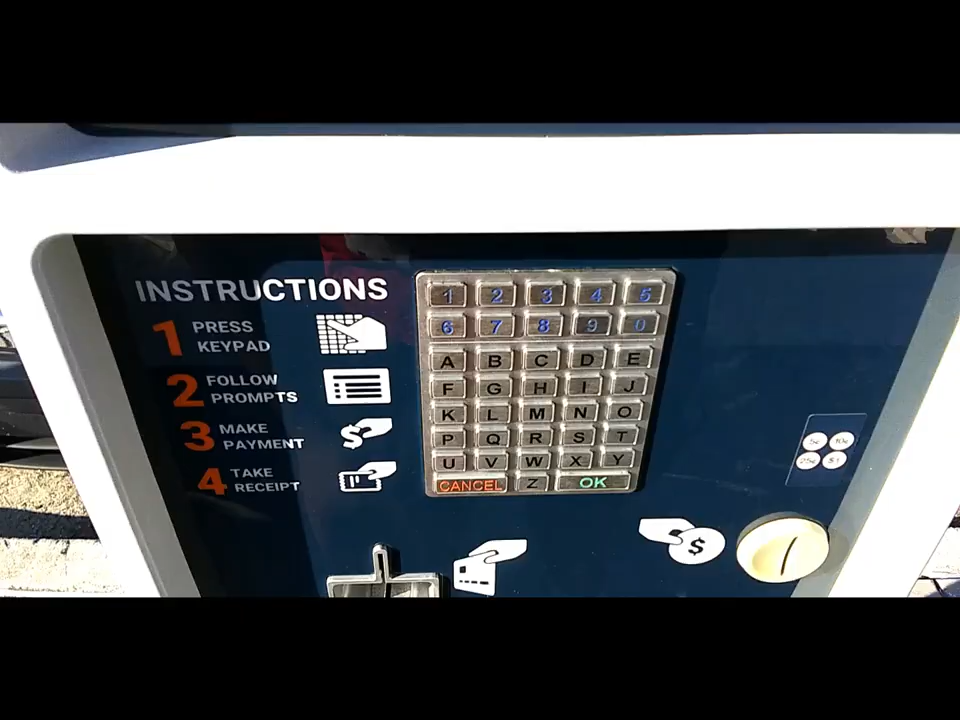 INSTRUCTIONS
1 PRESS
KEYPAD
2 FOLLOW
PROMPTS
3 MAKE
PAYMENT
4 TAKE
RECEIPT
$
1 2 3 4 5
6 7 8 9 0
A B C D E
F G H I J
K L M N O
P Q R S T
U V W X Y
CANCEL Z OK
5¢ 10¢
25¢ $1
$